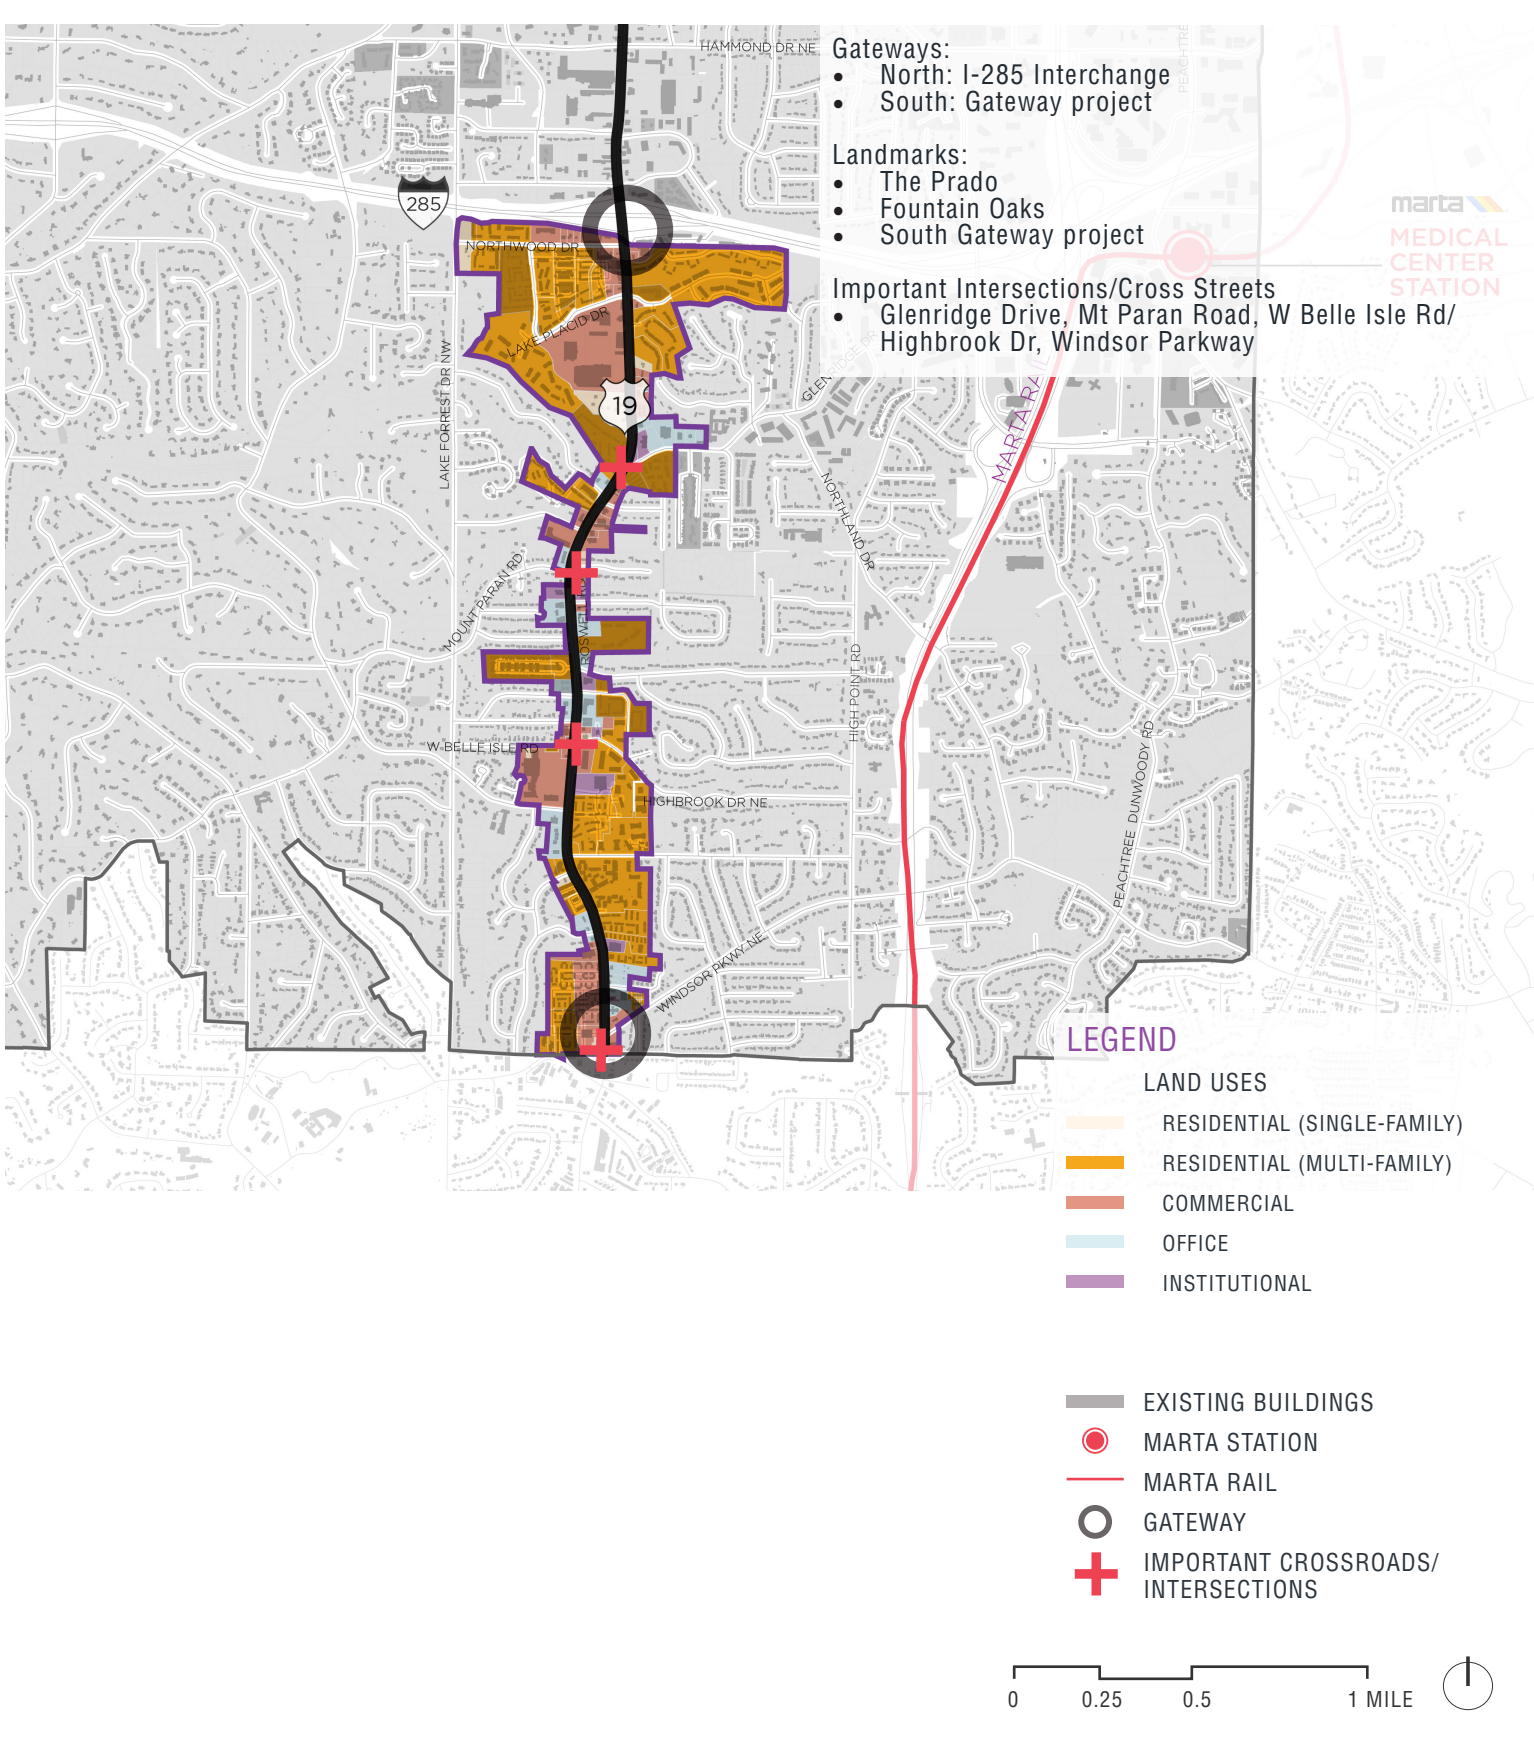 HAMMOND DR NE
PEACHTREE
Gateways:
• North: I-285 Interchange
• South: Gateway project
Landmarks:
• The Prado
• Fountain Oaks
• South Gateway project
Important Intersections/Cross Streets
• Glenridge Drive, Mt Paran Road, W Belle Isle Rd/
Highbrook Dr, Windsor Parkway
285
marta
MEDICAL
CENTER
STATION
NORTHWOOD DR
LAKE PLACID DR
LAKE FORREST DR NW
19
MARTA RAIL
NORTHLAND DR
MOUNT PARAN RD
HIGH POINT RD
W BELLE ISLE RD
HIGHBROOK DR NE
PEACHTREE DUNWOODY RD
WINDSOR PKWY NE
LEGEND
LAND USES
RESIDENTIAL (SINGLE-FAMILY)
RESIDENTIAL (MULTI-FAMILY)
COMMERCIAL
OFFICE
INSTITUTIONAL
EXISTING BUILDINGS
MARTA STATION
MARTA RAIL
GATEWAY
IMPORTANT CROSSROADS/
INTERSECTIONS
0 0.25 0.5 1 MILE